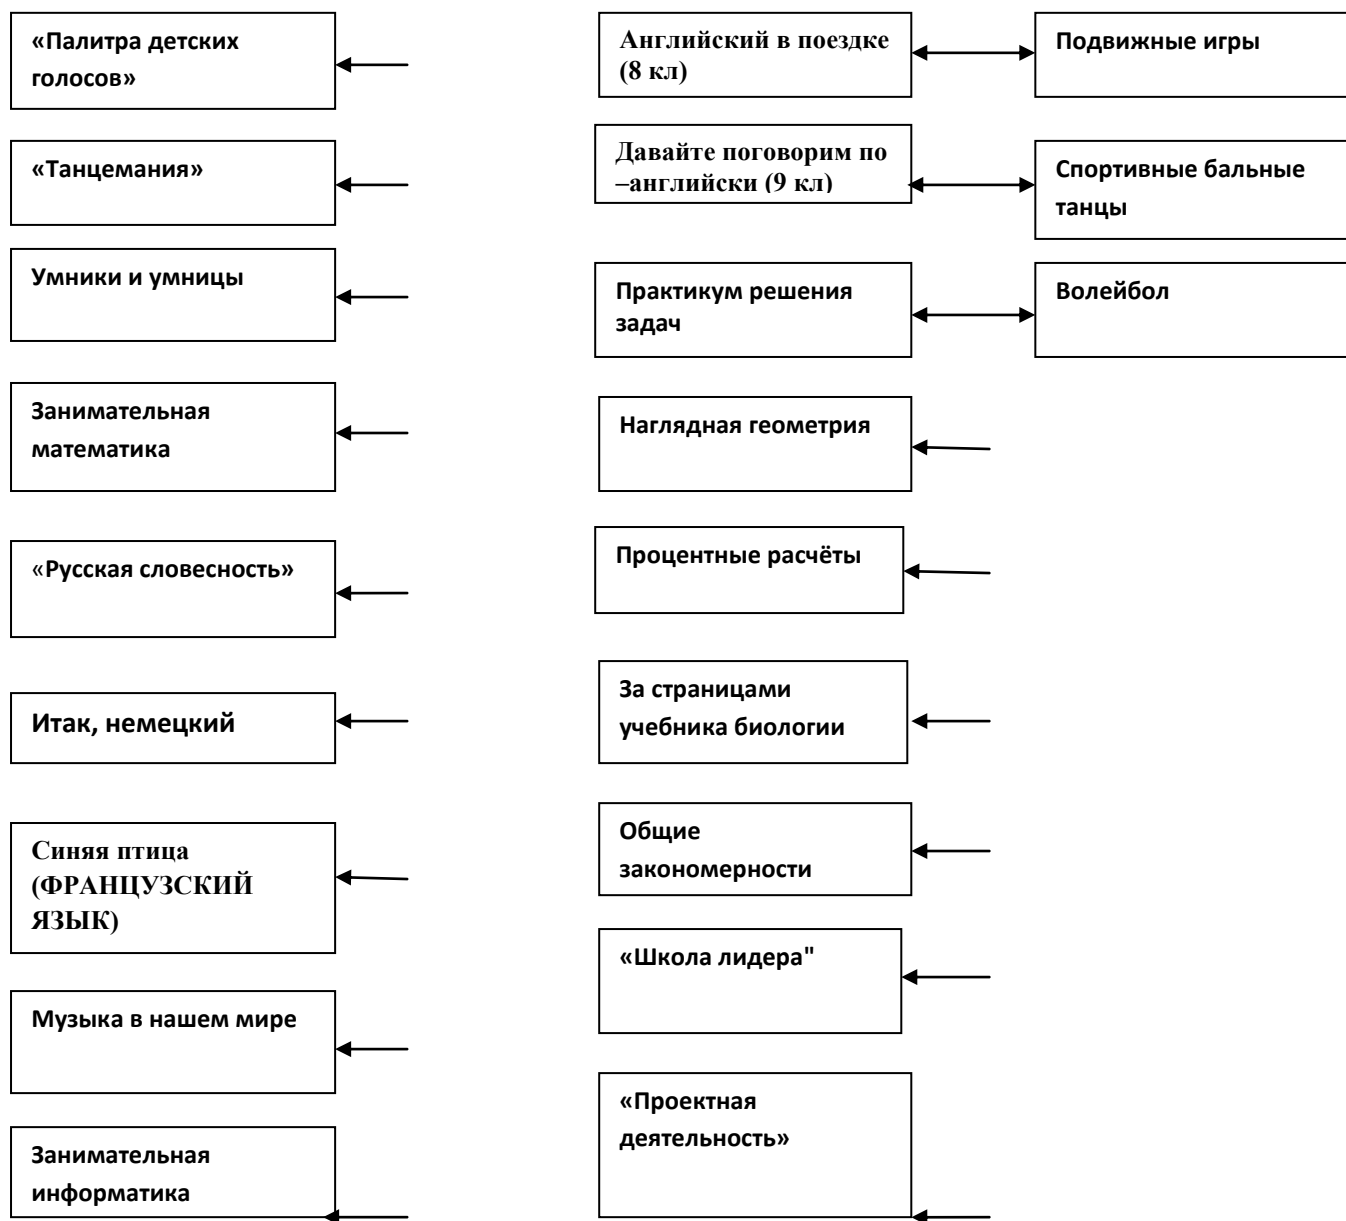 «Палитра детских
голосов»
«Танцемания»
Умники и умницы
Занимательная
математика
«Русская словесность»
Итак, немецкий
Синяя птица
(ФРАНЦУЗСКИЙ
ЯЗЫК)
Музыка в нашем мире
Занимательная
информатика
Английский в поездке
(8 кл)
Давайте поговорим по
–английски (9 кл)
Практикум решения
задач
Наглядная геометрия
Процентные расчёты
За страницами
учебника биологии
Общие
закономерности
«Школа лидера"
«Проектная
деятельность»
Подвижные игры
Спортивные бальные
танцы
Волейбол